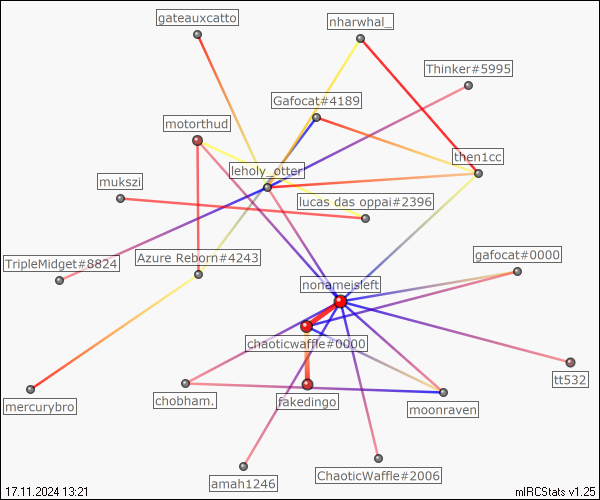 gateauxcatto
nharwhal_
Thinker#5995
Gafocat#4189
motorthud
then1cc
leholy_otter
mukszi
lucas das oppai#2396
Azure Reborn#4243
TripleMidget#8824
gafocat#0000
nonameisleft
chaoticwaffle#0000
tt532
mercurybro
chobham.
fakedingo
moonraven
ChaoticWaffle#2006
amah1246
17.11.2024 13:21
mIRCStats v1.25